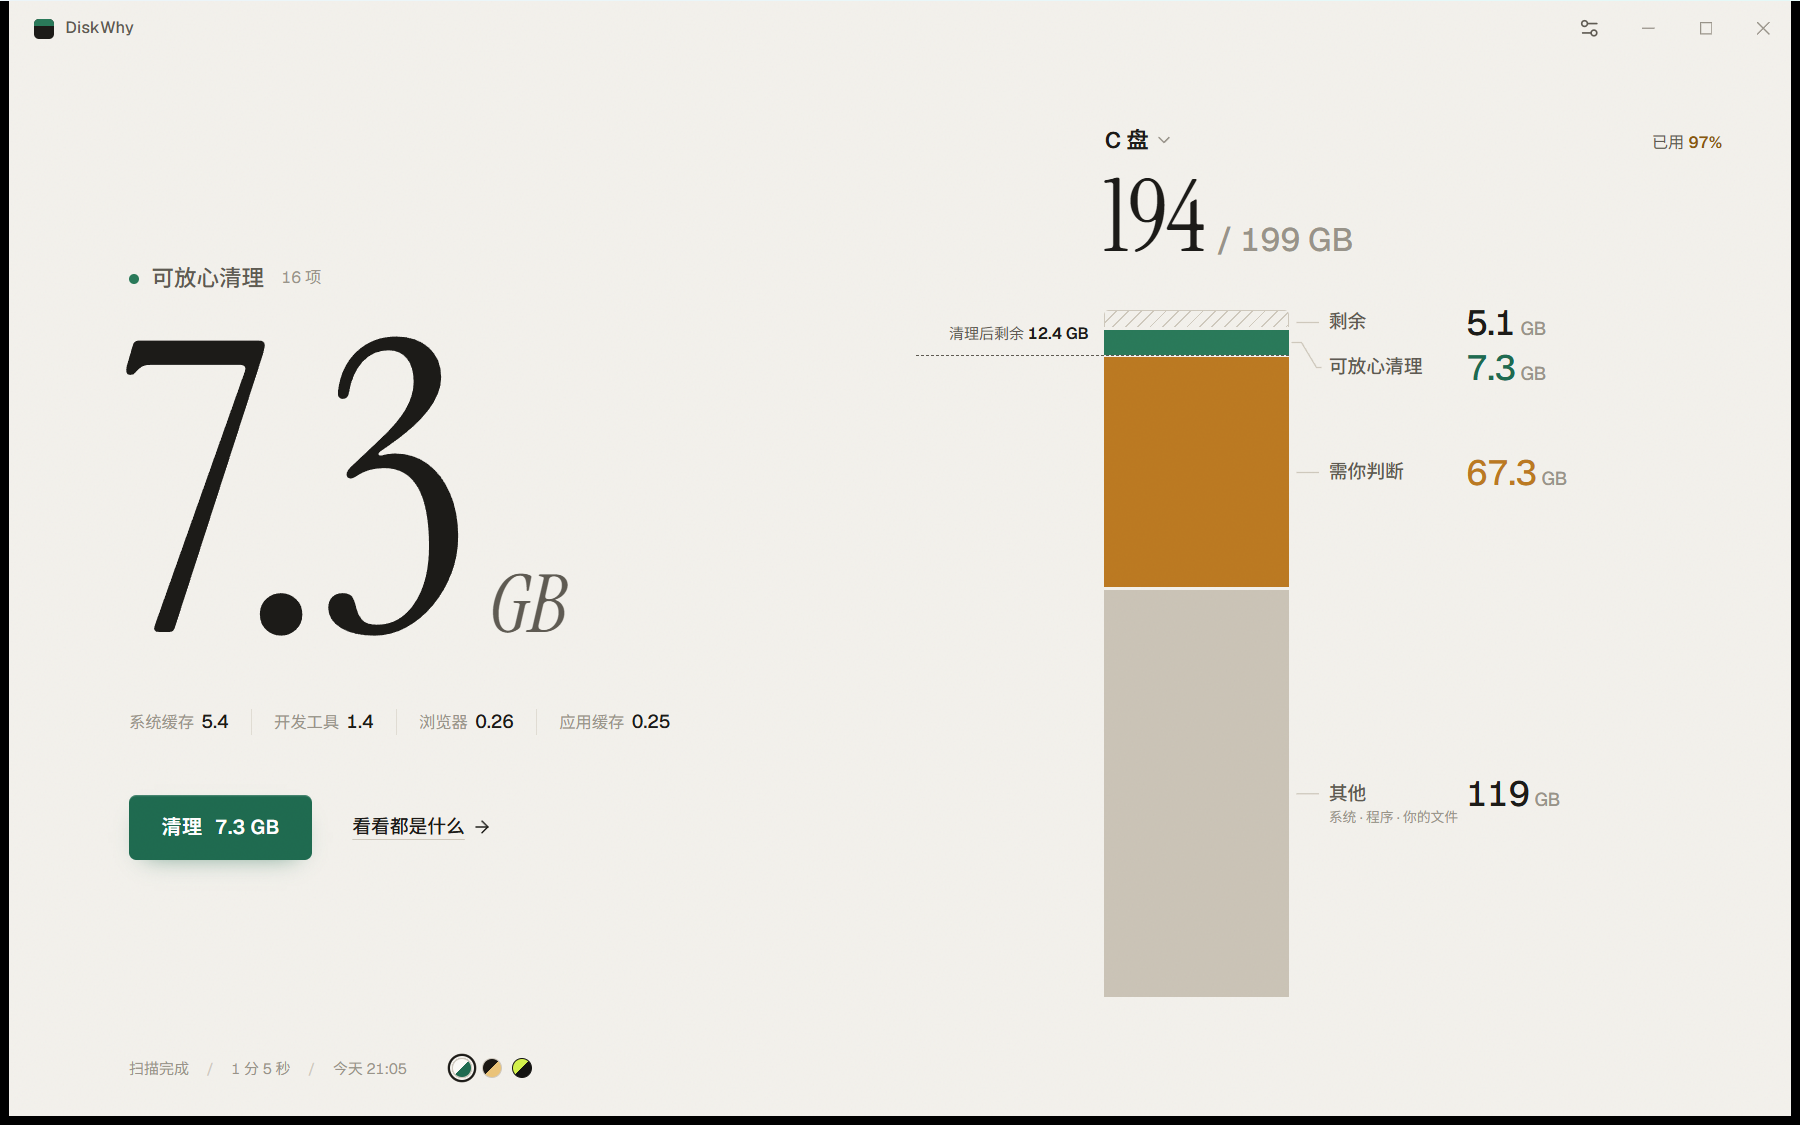 DiskWhy
C 盘
已用 97%
194 / 199 GB
可放心清理 16 项
7.3 GB
系统缓存 5.4
开发工具 1.4
浏览器 0.26
应用缓存 0.25
清理 7.3 GB
看看都是什么 →
清理后剩余 12.4 GB
剩余 5.1 GB
可放心清理 7.3 GB
需你判断 67.3 GB
其他 119 GB
系统 · 程序 · 你的文件
扫描完成 / 1 分 5 秒 / 今天 21:05